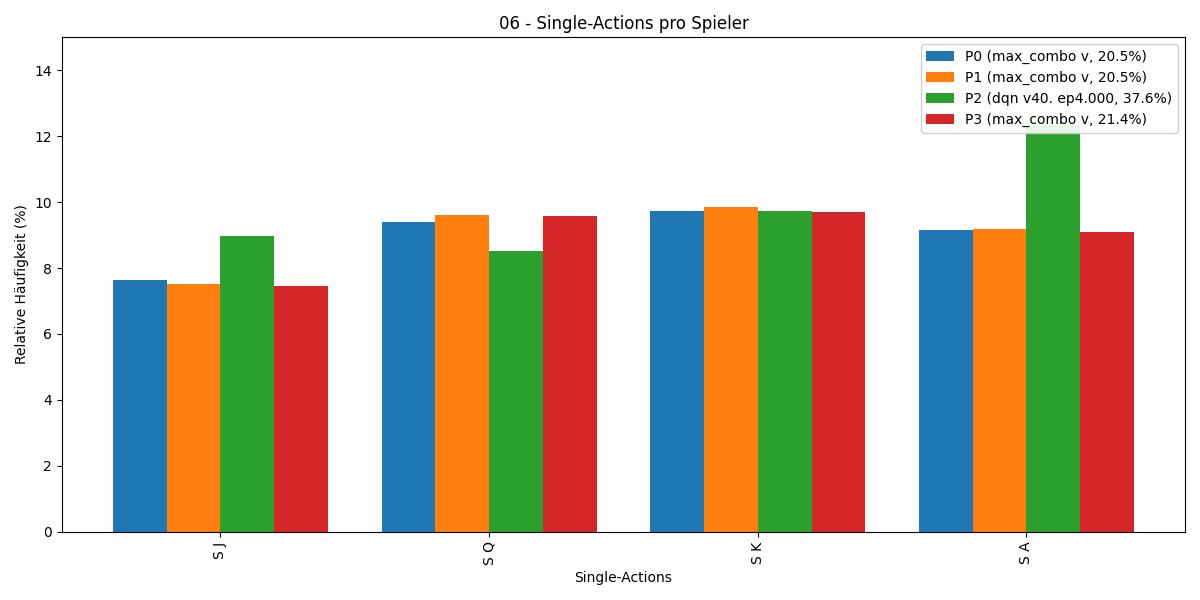 06 - Single-Actions pro Spieler
P0 (max_combo v, 20.5%)
P1 (max_combo v, 20.5%)
P2 (dqn v40. ep4.000, 37.6%)
P3 (max_combo v, 21.4%)
Relative Häufigkeit (%)
14
12
10
8
6
4
2
0
S J
S Q
S K
S A
Single-Actions